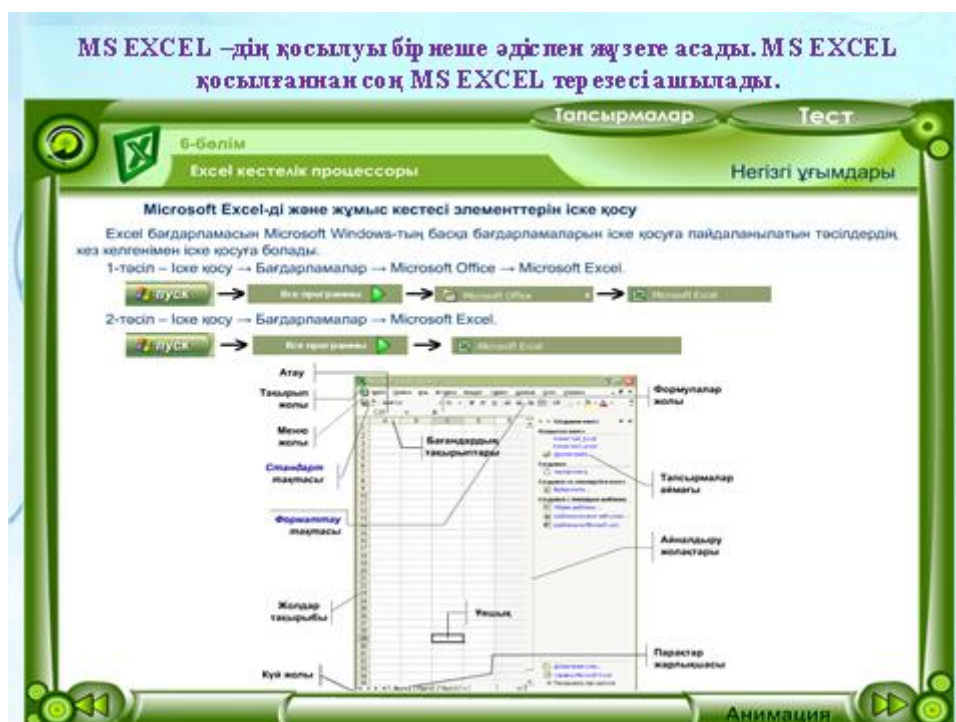 MS EXCEL –дің қосылуы бір неше әдіспен жүзеге асады. MS EXCEL
қосылғаннан соң MS EXCEL терезесі ашылады.
Тапсырмалар
Тест
6-бөлім
Excel кестелік процессоры
Негізгі ұғымдары
Microsoft Excel-ді және жұмыс кестесі элементтерін іске қосу
Excel бағдарламасын Microsoft Windows-тың басқа бағдарламаларын іске қосуға пайдаланылатын тәсілдердің
кез келгенімен іске қосуға болады.
1-тәсіл – Іске қосу → Бағдарламалар → Microsoft Office → Microsoft Excel.
пуск → Все программы → Microsoft Office → Microsoft Excel
2-тәсіл – Іске қосу → Бағдарламалар → Microsoft Excel.
пуск → Все программы → Microsoft Excel
Атау
Тақырып
жолы
Меню
жолы
Стандарт
тақтасы
Форматтау
тақтасы
Жолдар
тақырыбы
Күй жолы
Бағандардың
тақырыптары
Ұяшық
Формулалар
жолы
Тапсырмалар
аймағы
Айналдыру
жолақтары
Парақтар
жарлықшасы
Анимация